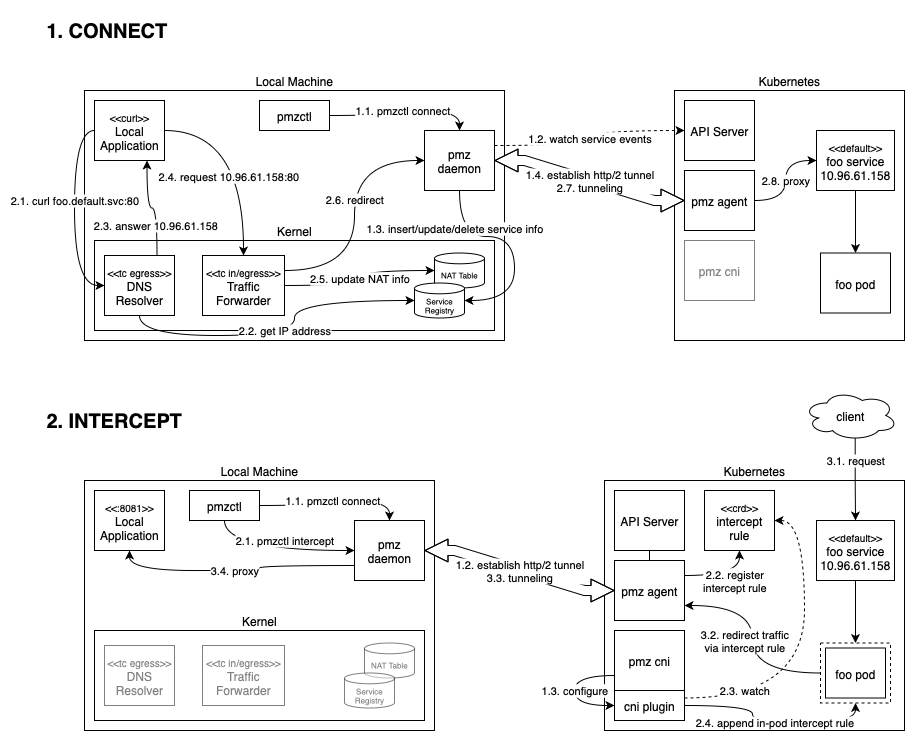 1. CONNECT
Local Machine
Kubernetes
<<curl>>
Local
Application
pmzctl
1.1. pmzctl connect
pmz
daemon
1.2. watch service events
API Server
<<default>>
foo service
10.96.61.158
1.4. establish http/2 tunnel
2.7. tunneling
2.4. request 10.96.61.158:80
2.8. proxy
pmz agent
2.1. curl foo.default.svc:80
2.6. redirect
2.3. answer 10.96.61.158
1.3. insert/update/delete service info
Kernel
<<tc egress>>
DNS
Resolver
<<tc in/egress>>
Traffic
Forwarder
2.5. update NAT info
NAT Table
Service
Registry
2.2. get IP address
pmz cni
foo pod
2. INTERCEPT
client
3.1. request
Local Machine
Kubernetes
<<:8081>>
Local
Application
pmzctl
1.1. pmzctl connect
2.1. pmzctl intercept
pmz
daemon
3.4. proxy
1.2. establish http/2 tunnel
3.3. tunneling
API Server
<<crd>>
intercept
rule
<<default>>
foo service
10.96.61.158
pmz agent
2.2. register
intercept rule
3.2. redirect traffic
via intercept rule
Kernel
<<tc egress>>
DNS
Resolver
<<tc in/egress>>
Traffic
Forwarder
NAT Table
Service
Registry
pmz cni
foo pod
1.3. configure
2.3. watch
cni plugin
2.4. append in-pod intercept rule